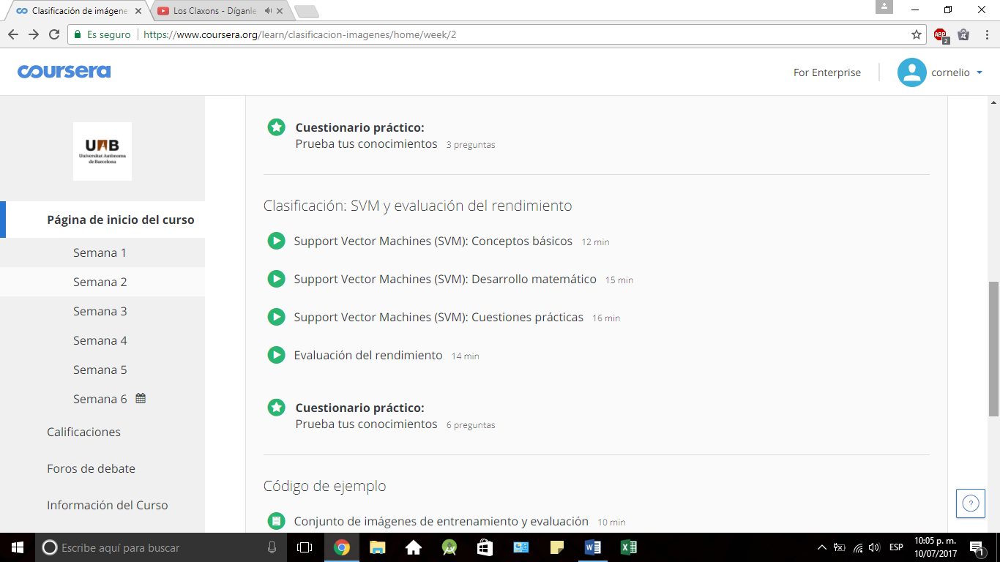 Clasificación de imágene
Los Claxons - Díganle
Es seguro
https://www.coursera.org/learn/clasificacion-imagenes/home/week/2
ABP
2
coursera
For Enterprise
cornelio
UAB
Universitat Autònoma
de Barcelona
Página de inicio del curso
Semana 1
Semana 2
Semana 3
Semana 4
Semana 5
Semana 6
Calificaciones
Foros de debate
Información del Curso
Cuestionario práctico:
Prueba tus conocimientos 3 preguntas
Clasificación: SVM y evaluación del rendimiento
Support Vector Machines (SVM): Conceptos básicos 12 min
Support Vector Machines (SVM): Desarrollo matemático 15 min
Support Vector Machines (SVM): Cuestiones prácticas 16 min
Evaluación del rendimiento 14 min
Cuestionario práctico:
Prueba tus conocimientos 6 preguntas
Código de ejemplo
Conjunto de imágenes de entrenamiento y evaluación 10 min
?
Escribe aquí para buscar
ESP
10:05 p. m.
10/07/2017
1